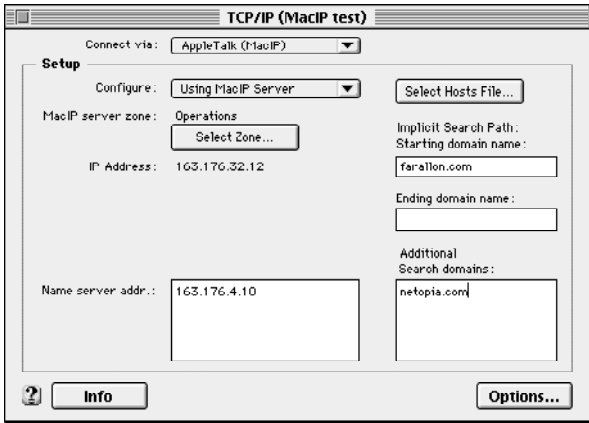 TCP/IP (MacIP test)
Connect via: AppleTalk (MacIP)
Setup
Configure: Using MacIP Server
Select Hosts File...
MacIP server zone: Operations
Select Zone...
Implicit Search Path:
Starting domain name:
IP Address: 163.176.32.12
farallon.com
Ending domain name:
Additional
Search domains:
Name server addr.: 163.176.4.10
netopia.com
?
Info
Options...